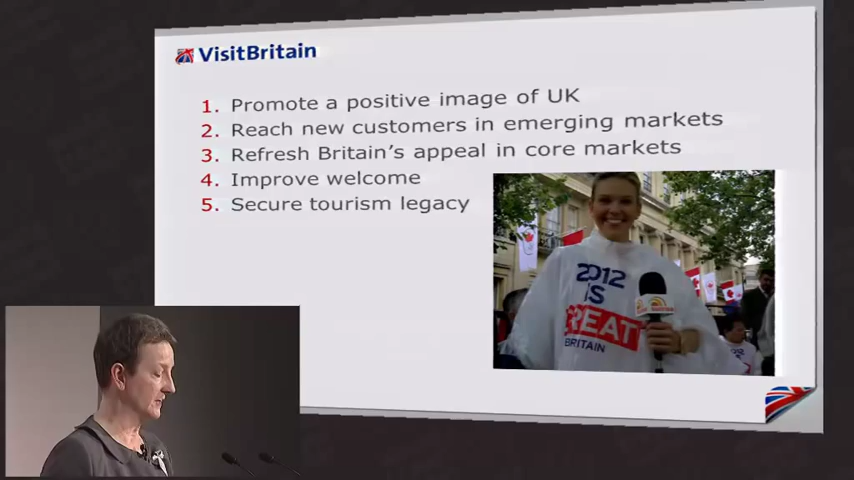 VisitBritain
1. Promote a positive image of UK
2. Reach new customers in emerging markets
3. Refresh Britain's appeal in core markets
4. Improve welcome
5. Secure tourism legacy
2012
IS
GREAT
BRITAIN